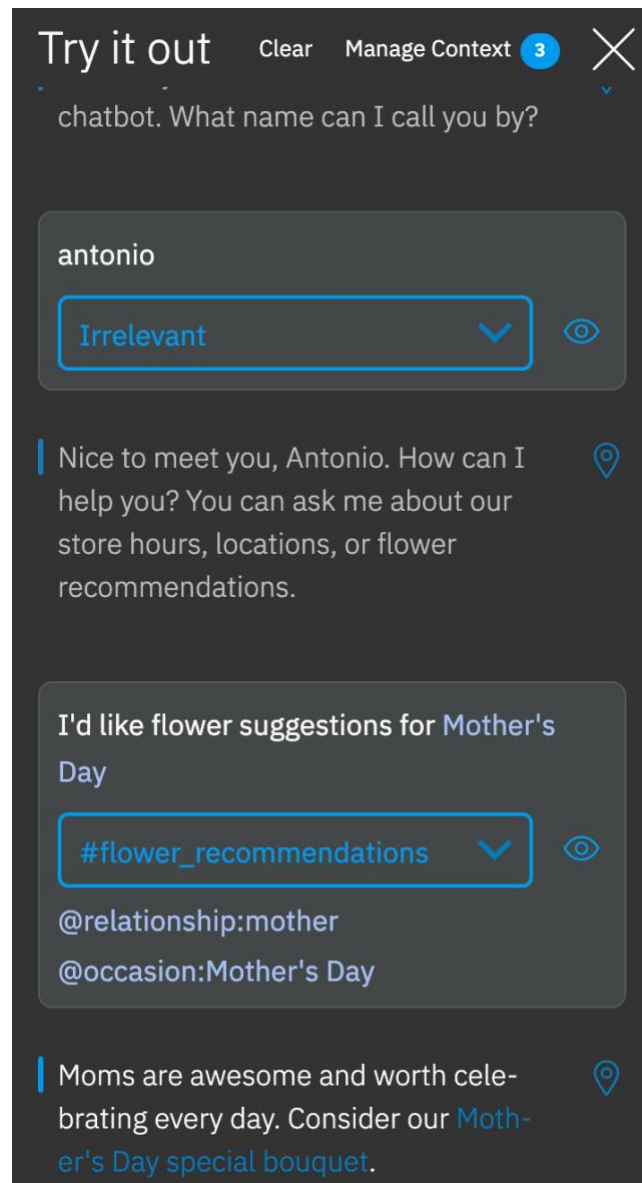 Try it out Clear Manage Context 3
chatbot. What name can I call you by?
antonio
Irrelevant
Nice to meet you, Antonio. How can I
help you? You can ask me about our
store hours, locations, or flower
recommendations.
I'd like flower suggestions for Mother's
Day
#flower_recommendations
@relationship:mother
@occasion:Mother's Day
Moms are awesome and worth cele-
brating every day. Consider our Moth-
er's Day special bouquet.